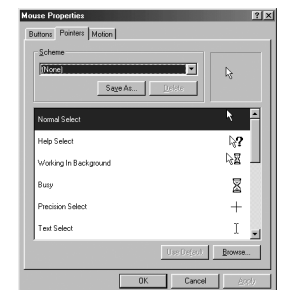 Mouse Properties
Buttons Pointers Motion
Scheme
(None)
Save As... Delete
Normal Select
Help Select
Working In Background
Busy
Precision Select
Text Select
Use Default Browse...
OK Cancel Apply